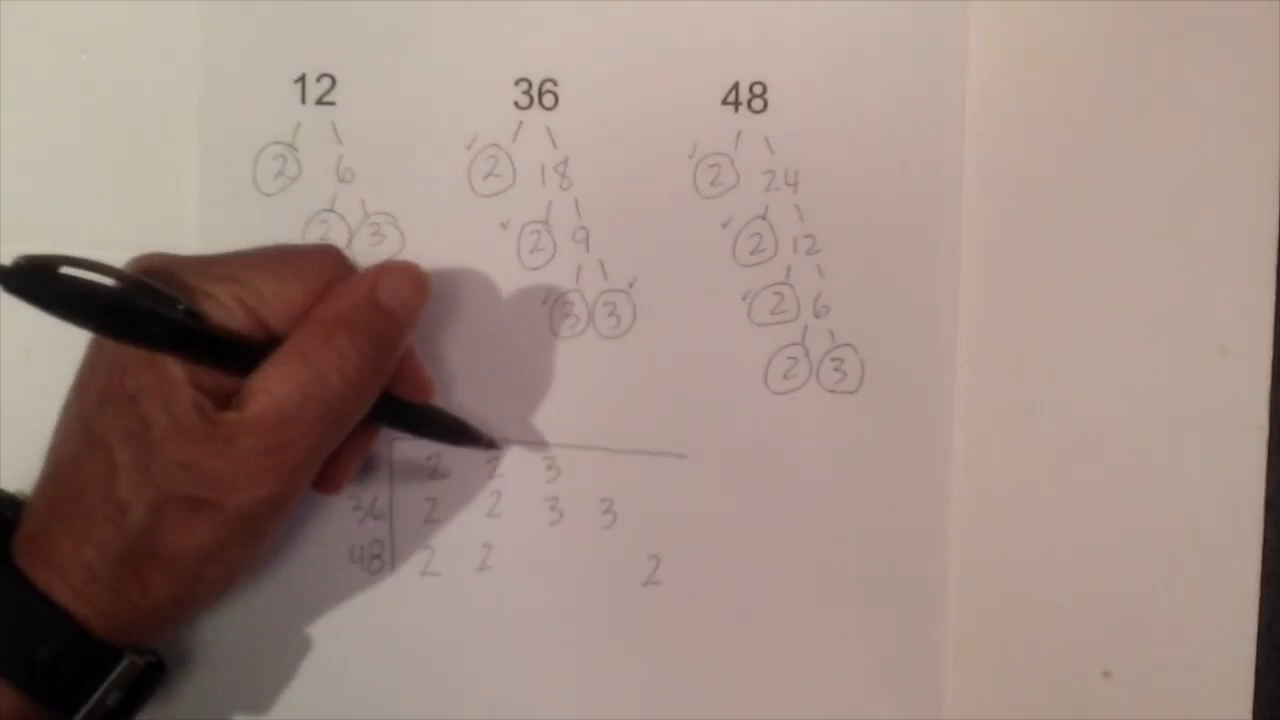 12 36 48
2 6 2 18 2 24
2 3 2 9 2 12
3 3 2 6
2 3
2 2 3
36 2 2 3 3
48 2 2 2